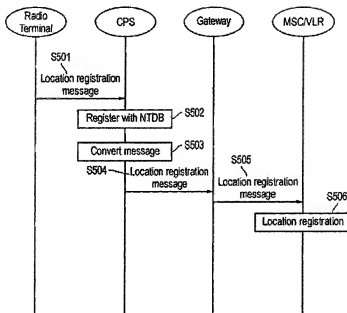 Radio
Terminal
CPS
Gateway
MSC/VLR
S501
Location registration
message
Register with NTDB
S502
Convert message
S503
S504
Location registration
message
S505
Location registration
message
S506
Location registration